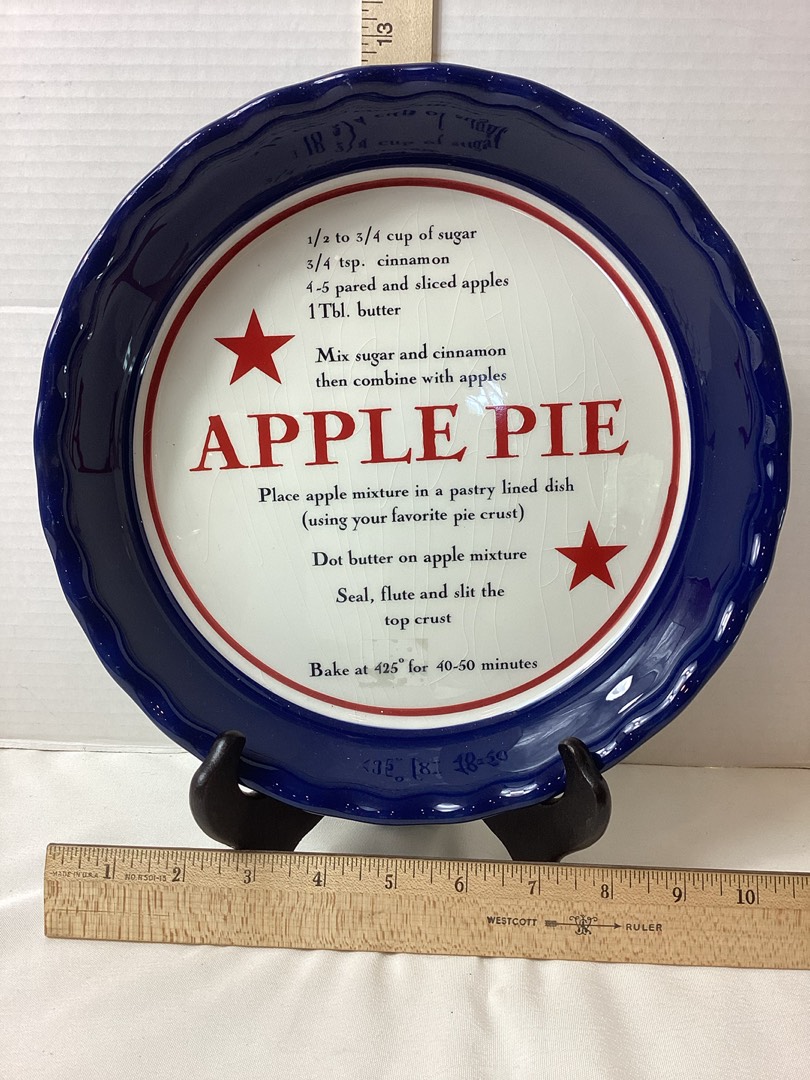 13
1/2 to 3/4 cup of sugar
3/4 tsp. cinnamon
4-5 pared and sliced apples
1 Tbl. butter
Mix sugar and cinnamon
then combine with apples
APPLE PIE
Place apple mixture in a pastry lined dish
(using your favorite pie crust)
Dot butter on apple mixture
Seal, flute and slit the
top crust
Bake at 425° for 40-50 minutes
1 2 3 4 5 6 7 8 9 10
MADE IN U.S.A. NO. R501-15
WESTCOTT RULER